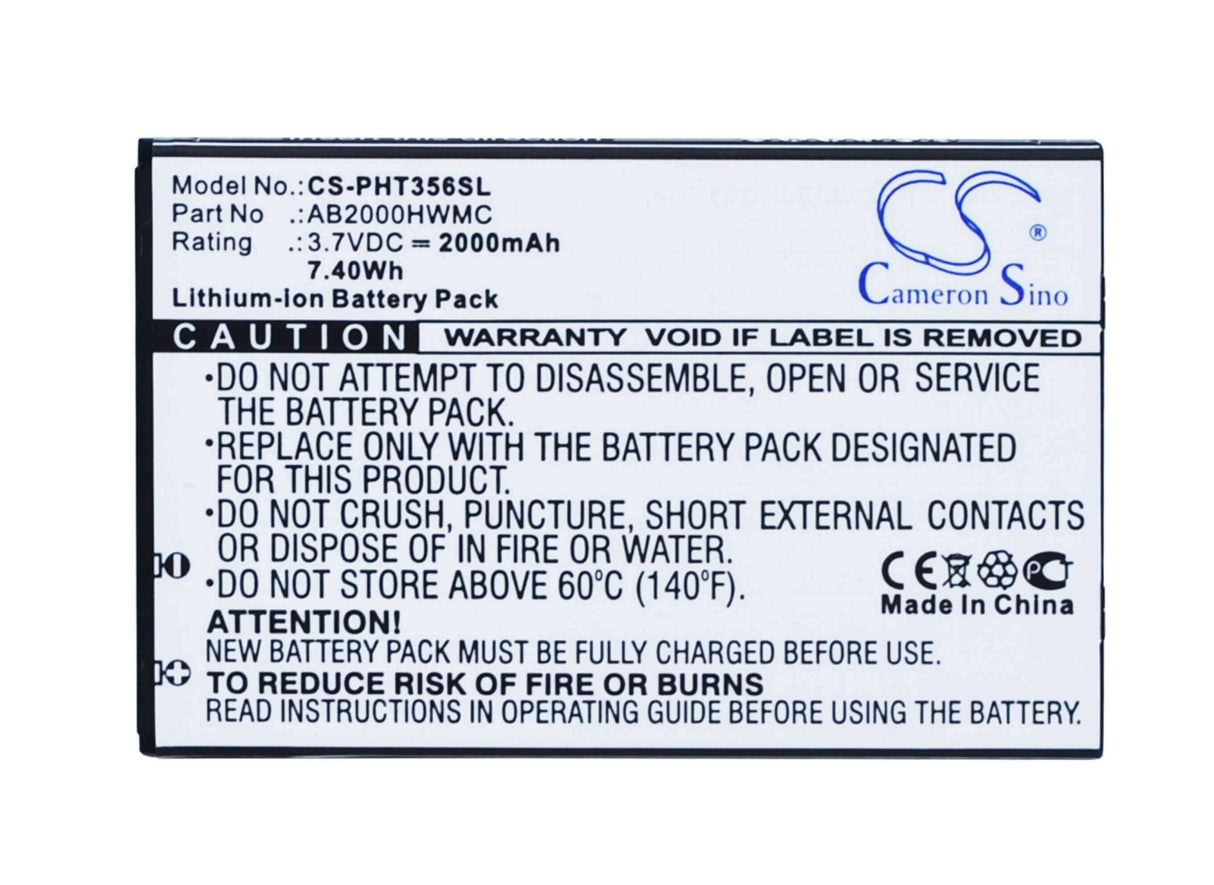 Model No.:CS-PHT356SL
Part No .:AB2000HWMC
Rating .:3.7VDC = 2000mAh
7.40Wh
Lithium-Ion Battery Pack
CS ®
Cameron Sino
CAUTION WARRANTY VOID IF LABEL IS REMOVED
·DO NOT ATTEMPT TO DISASSEMBLE, OPEN OR SERVICE
THE BATTERY PACK.
·REPLACE ONLY WITH THE BATTERY PACK DESIGNATED
FOR THIS PRODUCT.
·DO NOT CRUSH, PUNCTURE, SHORT EXTERNAL CONTACTS
OR DISPOSE OF IN FIRE OR WATER.
·DO NOT STORE ABOVE 60°C (140°F).
CE PC
Made In China
ATTENTION!
NEW BATTERY PACK MUST BE FULLY CHARGED BEFORE USE.
TO REDUCE RISK OF FIRE OR BURNS
READ INSTRUCTIONS IN OPERATING GUIDE BEFORE USING THE BATTERY.